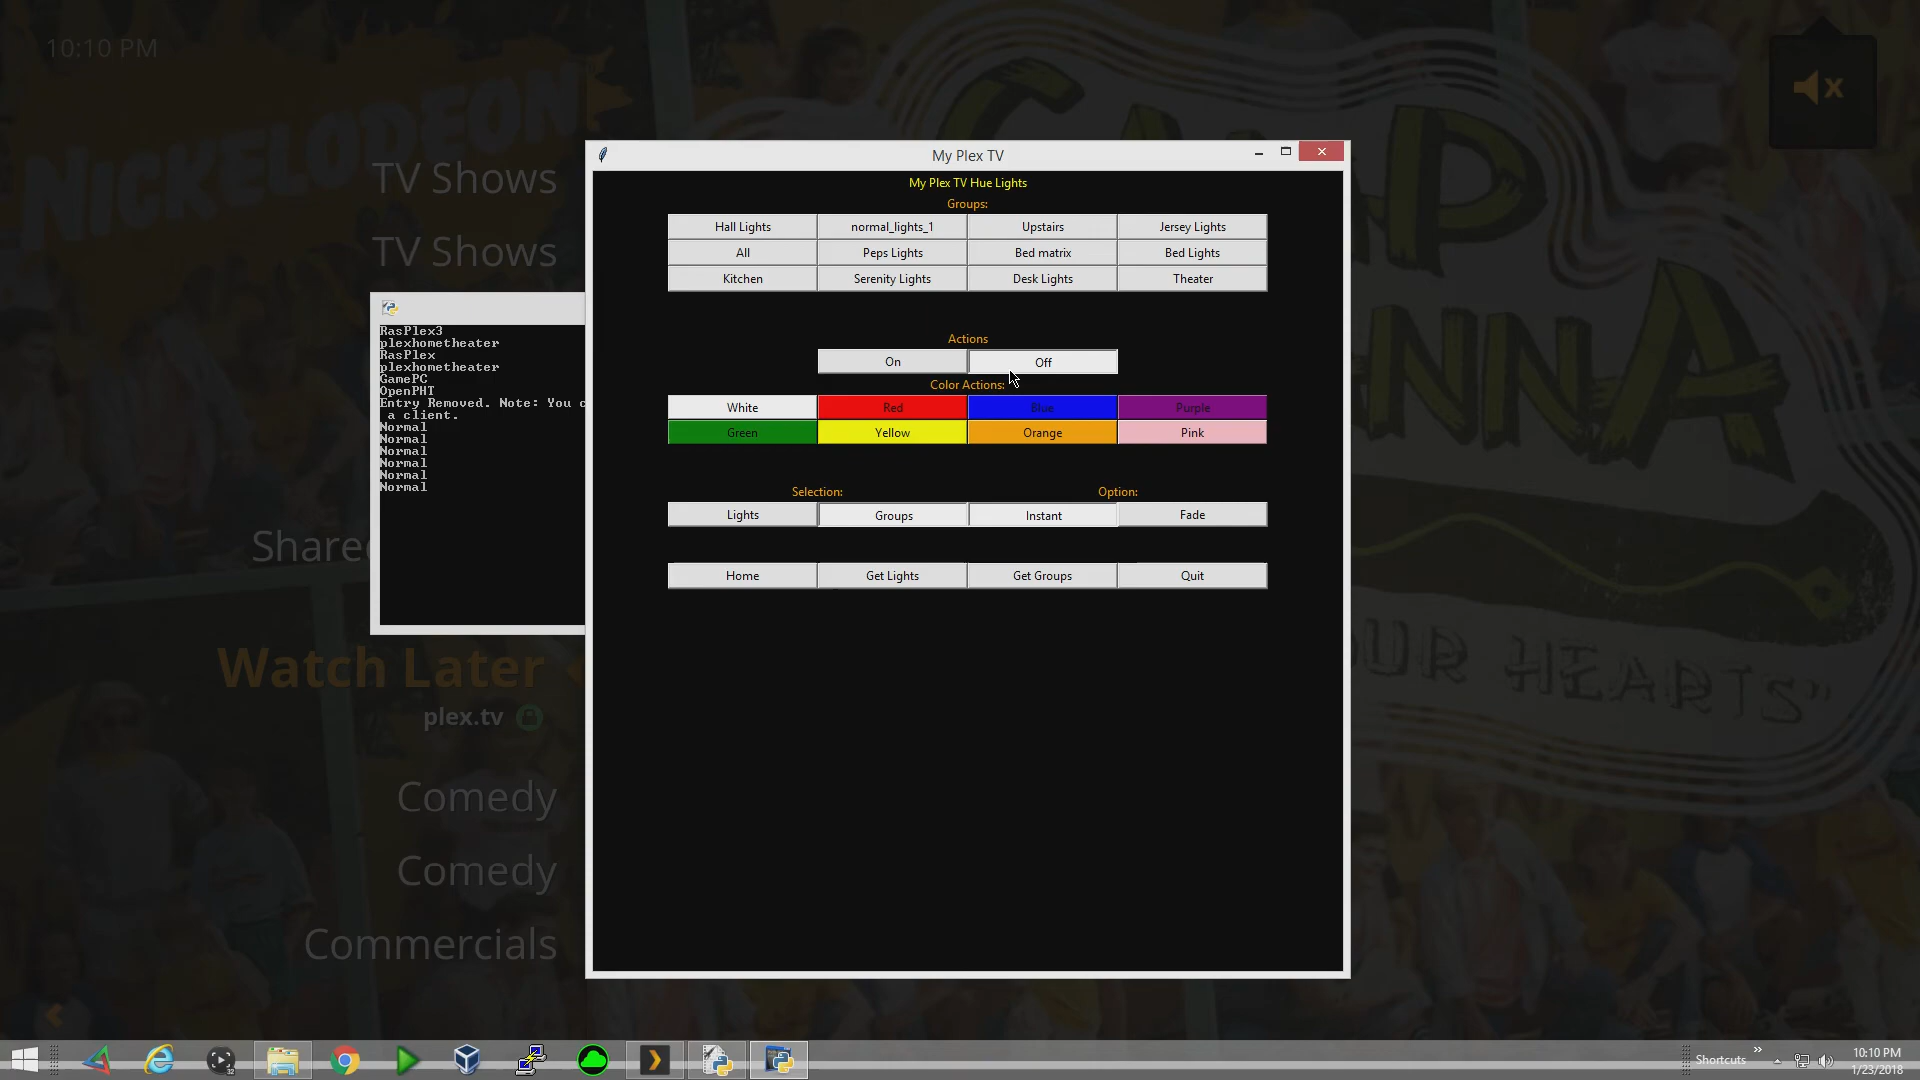 10:10 PM
NICKELODEON
TV Shows
TV Shows
My Plex TV
My Plex TV Hue Lights
Groups:
Hall Lights normal_lights_1 Upstairs Jersey Lights
All Peps Lights Bed matrix Bed Lights
Kitchen Serenity Lights Desk Lights Theater
Actions
On Off
Color Actions:
White Red Blue Purple
Green Yellow Orange Pink
Selection: Option:
Lights Groups Instant Fade
Home Get Lights Get Groups Quit
RasPlex3
plexhometheater
RasPlex
plexhometheater
GamePC
OpenPHT
Entry Removed. Note: You c
a client.
Normal
Normal
Normal
Normal
Normal
Normal
Share
Watch Later
plex.tv
Comedy
Comedy
Commercials
UR HEARTS"
32
Shortcuts »
10:10 PM
1/23/2018